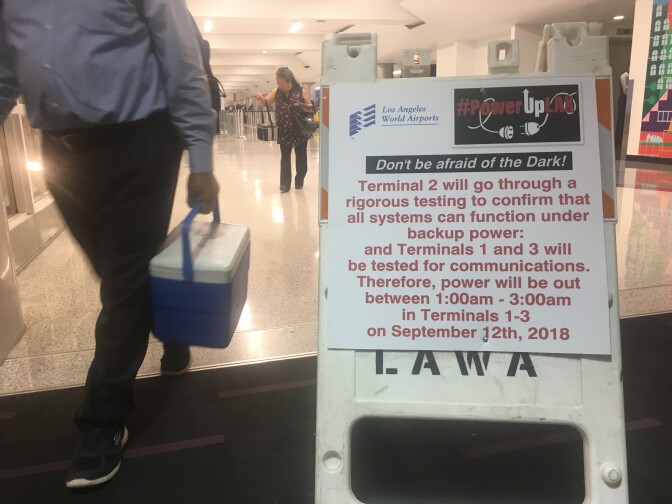 Los Angeles
World Airports
#PowerUpLAX
Don't be afraid of the Dark!
Terminal 2 will go through a
rigorous testing to confirm that
all systems can function under
backup power:
and Terminals 1 and 3 will
be tested for communications.
Therefore, power will be out
between 1:00am - 3:00am
in Terminals 1-3
on September 12th, 2018
LAWA